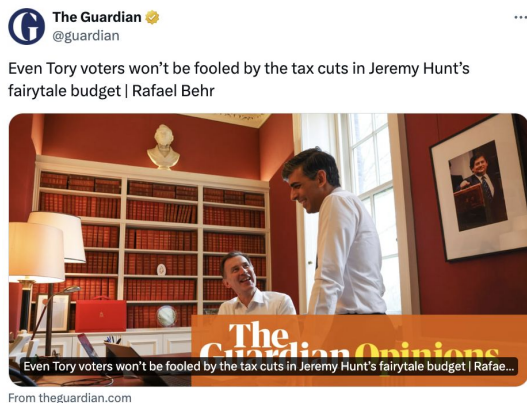 The Guardian
@guardian
Even Tory voters won’t be fooled by the tax cuts in Jeremy Hunt’s
fairytale budget | Rafael Behr
The
Guardian Opinions
Even Tory voters won’t be fooled by the tax cuts in Jeremy Hunt’s fairytale budget | Rafae...
From theguardian.com